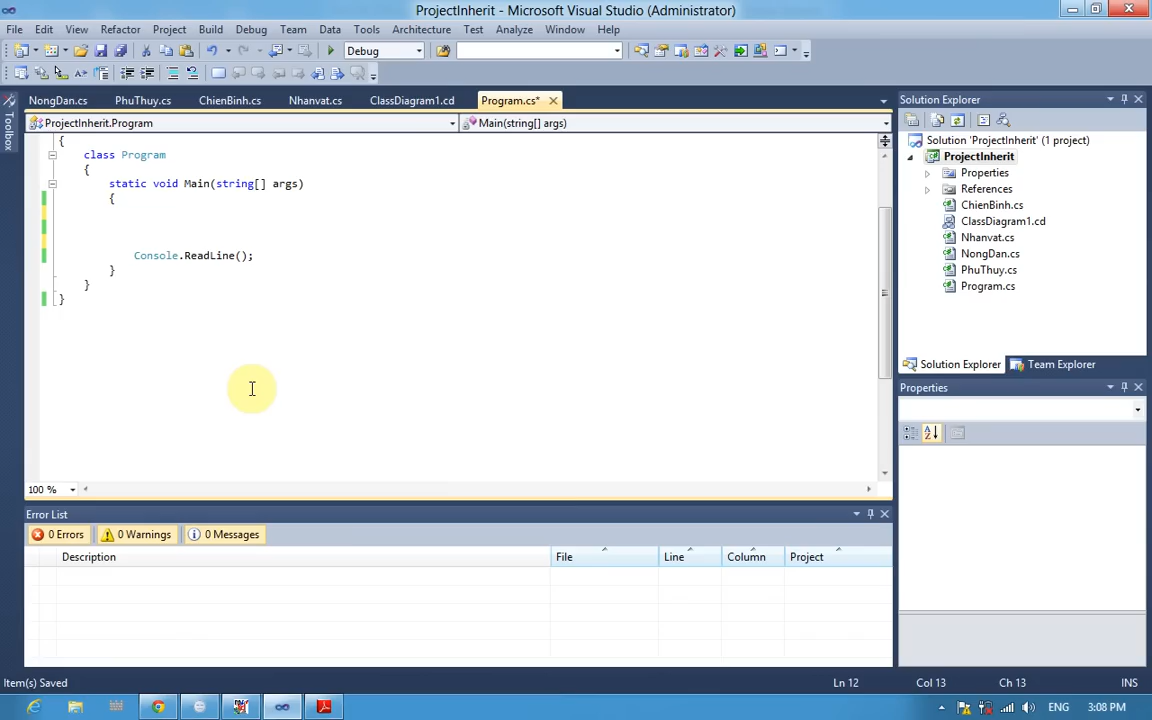 ProjectInherit - Microsoft Visual Studio (Administrator)
File Edit View Refactor Project Build Debug Team Data Tools Architecture Test Analyze Window Help
Debug
NongDan.cs PhuThuy.cs ChienBinh.cs Nhanvat.cs ClassDiagram1.cd Program.cs*
Toolbox
ProjectInherit.Program Main(string[] args)
{
class Program
{
static void Main(string[] args)
{
Console.ReadLine();
}
}
}
100 %
Solution Explorer
Solution 'ProjectInherit' (1 project)
ProjectInherit
Properties
References
ChienBinh.cs
ClassDiagram1.cd
Nhanvat.cs
NongDan.cs
PhuThuy.cs
Program.cs
Solution Explorer Team Explorer
Properties
Error List
0 Errors 0 Warnings 0 Messages
Description File Line Column Project
Item(s) Saved Ln 12 Col 13 Ch 13 INS
ENG 3:08 PM